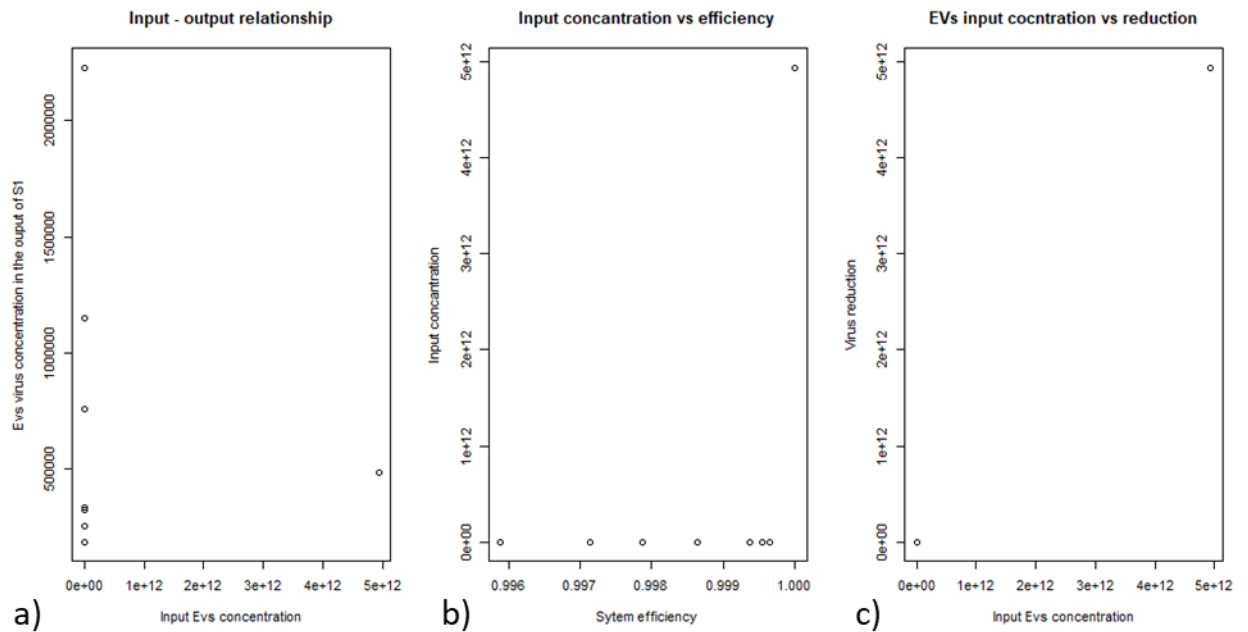 Input - output relationship
Evs virus concentration in the ouput of S1
2000000
1500000
1000000
500000
0e+00 1e+12 2e+12 3e+12 4e+12 5e+12
Input Evs concentration
a)
Input concantration vs efficiency
Input concantration
5e+12
4e+12
3e+12
2e+12
1e+12
0e+00
0.996 0.997 0.998 0.999 1.000
Sytem efficiency
b)
EVs input cocntration vs reduction
Virus reduction
5e+12
4e+12
3e+12
2e+12
1e+12
0e+00
0e+00 1e+12 2e+12 3e+12 4e+12 5e+12
Input Evs concentration
c)